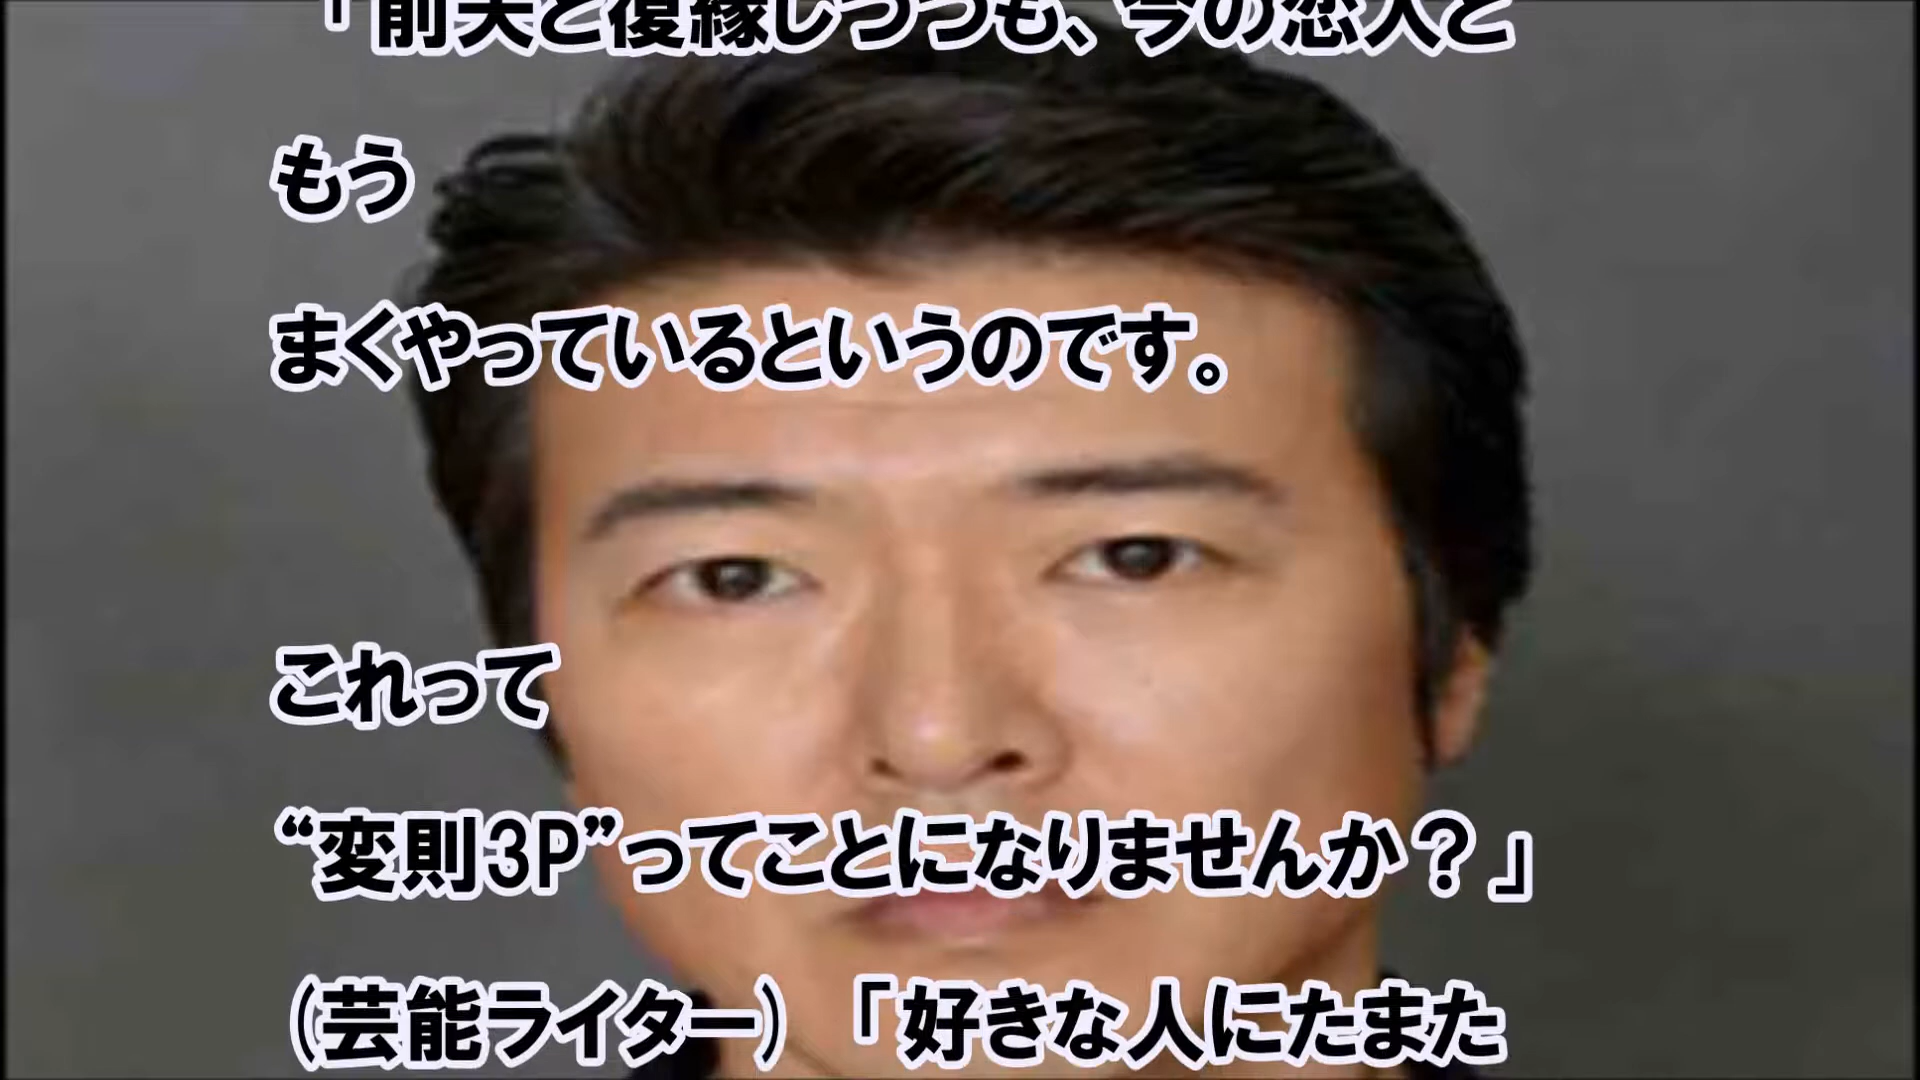 「前夫と復縁しつつも、今の恋人と
もう
まくやっているというのです。
これって
“変則3P”ってことになりませんか？」
（芸能ライター）「好きな人にたまた